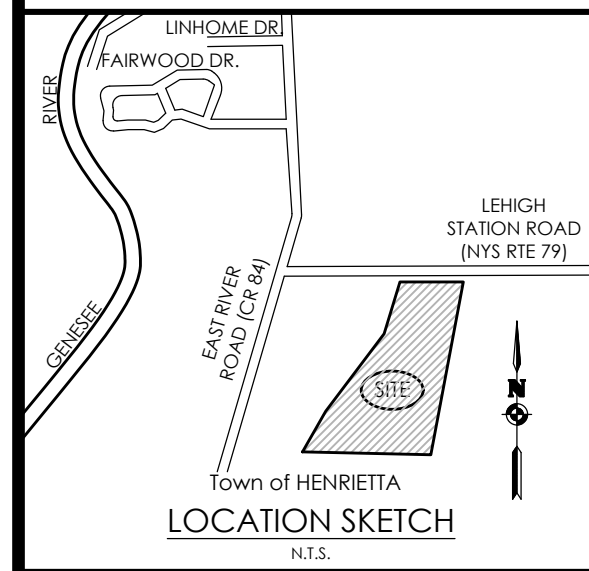 LINHOME DR.
FAIRWOOD DR.
RIVER
LEHIGH
STATION ROAD
(NYS RTE 79)
EAST RIVER
ROAD (CR 84)
GENESEE
SITE
N
Town of HENRIETTA
LOCATION SKETCH
N.T.S.